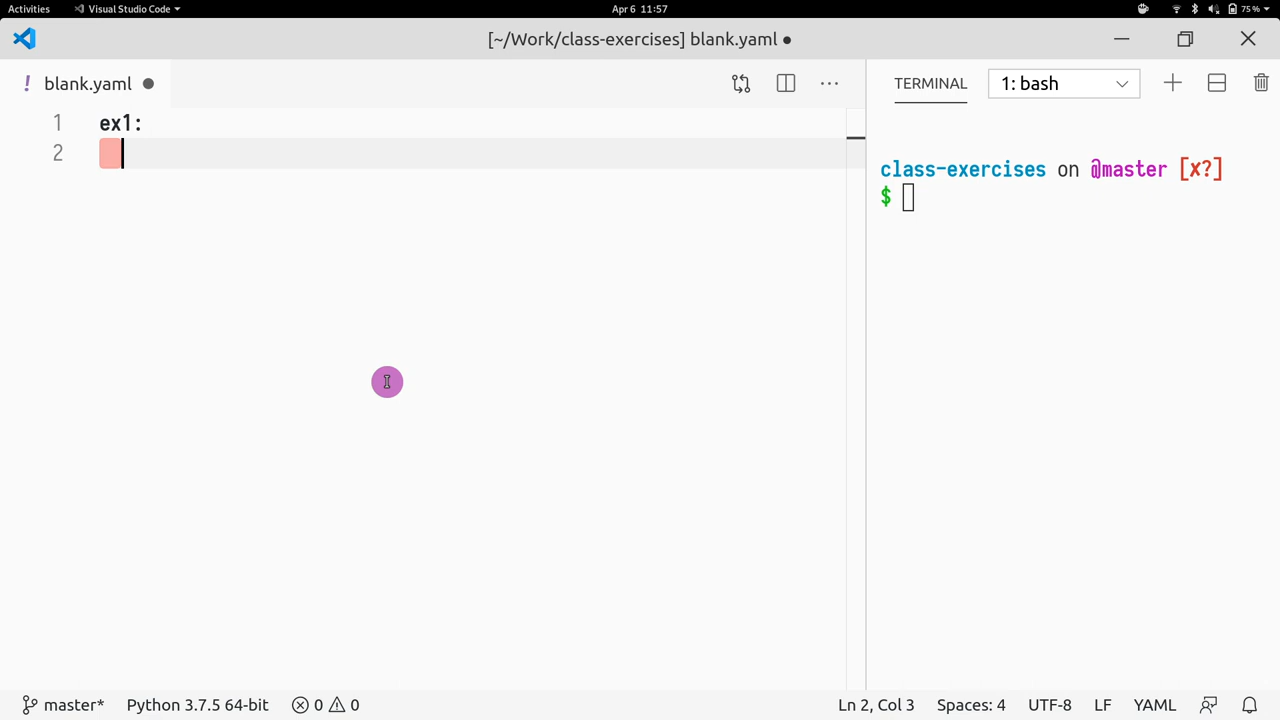 Activities Visual Studio Code Apr 6 11:57 75%
[~/Work/class-exercises] blank.yaml ●
! blank.yaml ● ··· TERMINAL 1: bash
1 ex1:
2
class-exercises on @master [x?]
$
master* Python 3.7.5 64-bit 0 0 Ln 2, Col 3 Spaces: 4 UTF-8 LF YAML